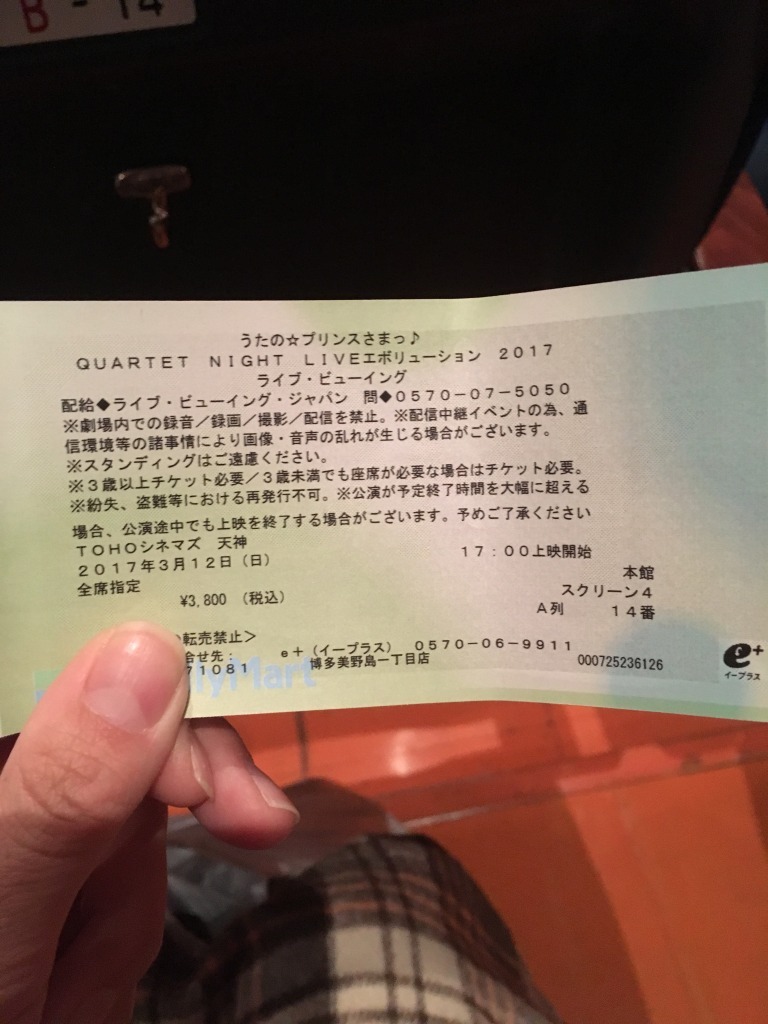 B-14
うたの☆プリンスさまっ♪
QUARTET NIGHT LIVEエボリューション 2017
ライブ・ビューイング
配給◆ライブ・ビューイング・ジャパン 問◆0570-07-5050
※劇場内での録音／録画／撮影／配信を禁止。※配信中継イベントの為、通
信環境等の諸事情により画像・音声の乱れが生じる場合がございます。
※スタンディングはご遠慮ください。
※3歳以上チケット必要／3歳未満でも座席が必要な場合はチケット必要。
※紛失、盗難等における再発行不可。※公演が予定終了時間を大幅に超える
場合、公演途中でも上映を終了する場合がございます。予めご了承ください
TOHOシネマズ 天神
2017年3月12日（日） 17:00上映開始
全席指定 本館
スクリーン4
¥3,800 （税込） A列 14番
転売禁止＞
合せ先： e+（イープラス） 0570-06-9911
71081 博多美野島一丁目店 000725236126
lyMart
e+
イープラス